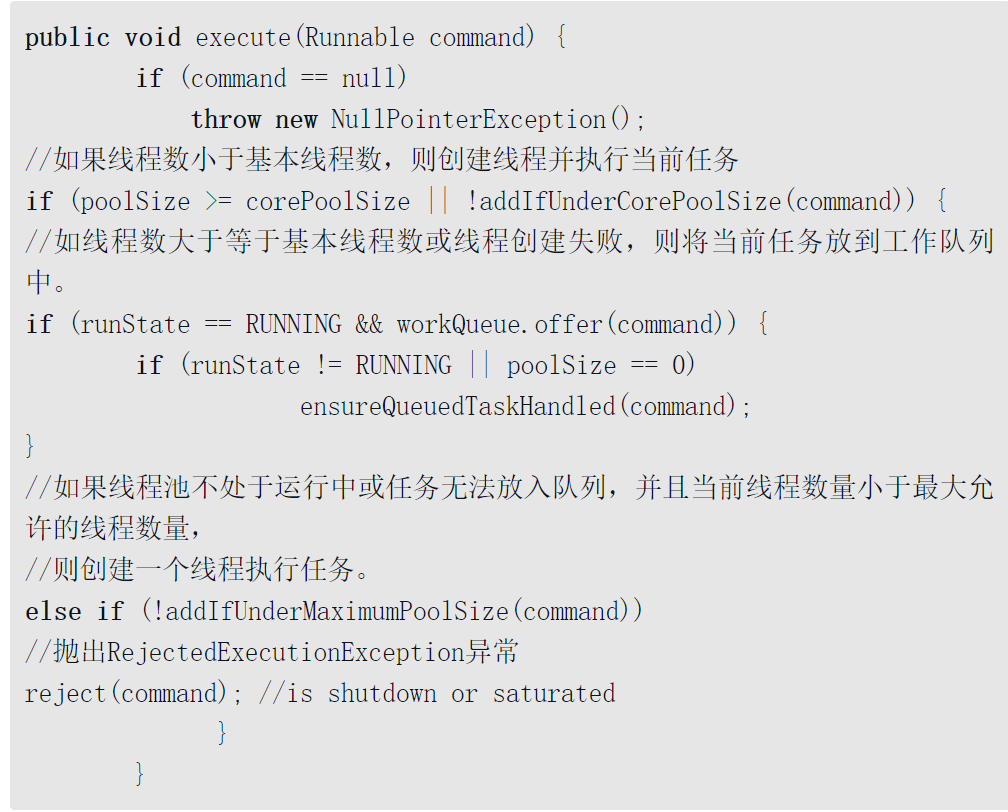 public void execute(Runnable command) {
if (command == null)
throw new NullPointerException();
//如果线程数小于基本线程数，则创建线程并执行当前任务
if (poolSize >= corePoolSize || !addIfUnderCorePoolSize(command)) {
//如线程数大于等于基本线程数或线程创建失败，则将当前任务放到工作队列
中。
if (runState == RUNNING && workQueue.offer(command)) {
if (runState != RUNNING || poolSize == 0)
ensureQueuedTaskHandled(command);
}
//如果线程池不处于运行中或任务无法放入队列，并且当前线程数量小于最大允
许的线程数量，
//则创建一个线程执行任务。
else if (!addIfUnderMaximumPoolSize(command))
//抛出RejectedExecutionException异常
reject(command); //is shutdown or saturated
}
}